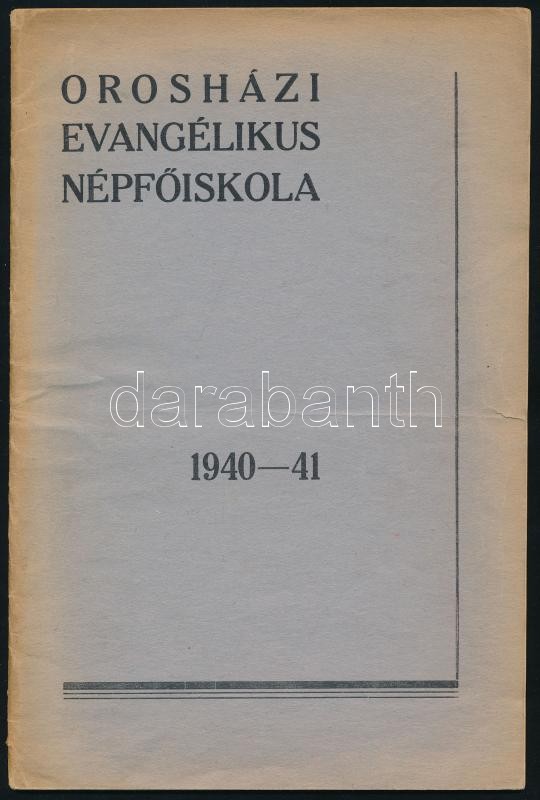 OROSHÁZI
EVANGÉLIKUS
NÉPFŐISKOLA
darabanth
1940—41